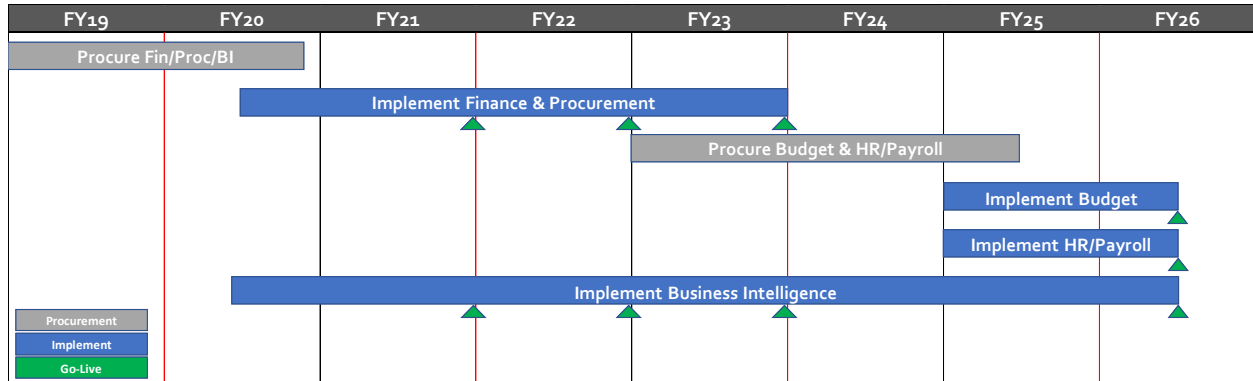 FY19 FY20 FY21 FY22 FY23 FY24 FY25 FY26
Procure Fin/Proc/BI
Implement Finance & Procurement
Procure Budget & HR/Payroll
Implement Budget
Implement HR/Payroll
Implement Business Intelligence
Procurement
Implement
Go-Live